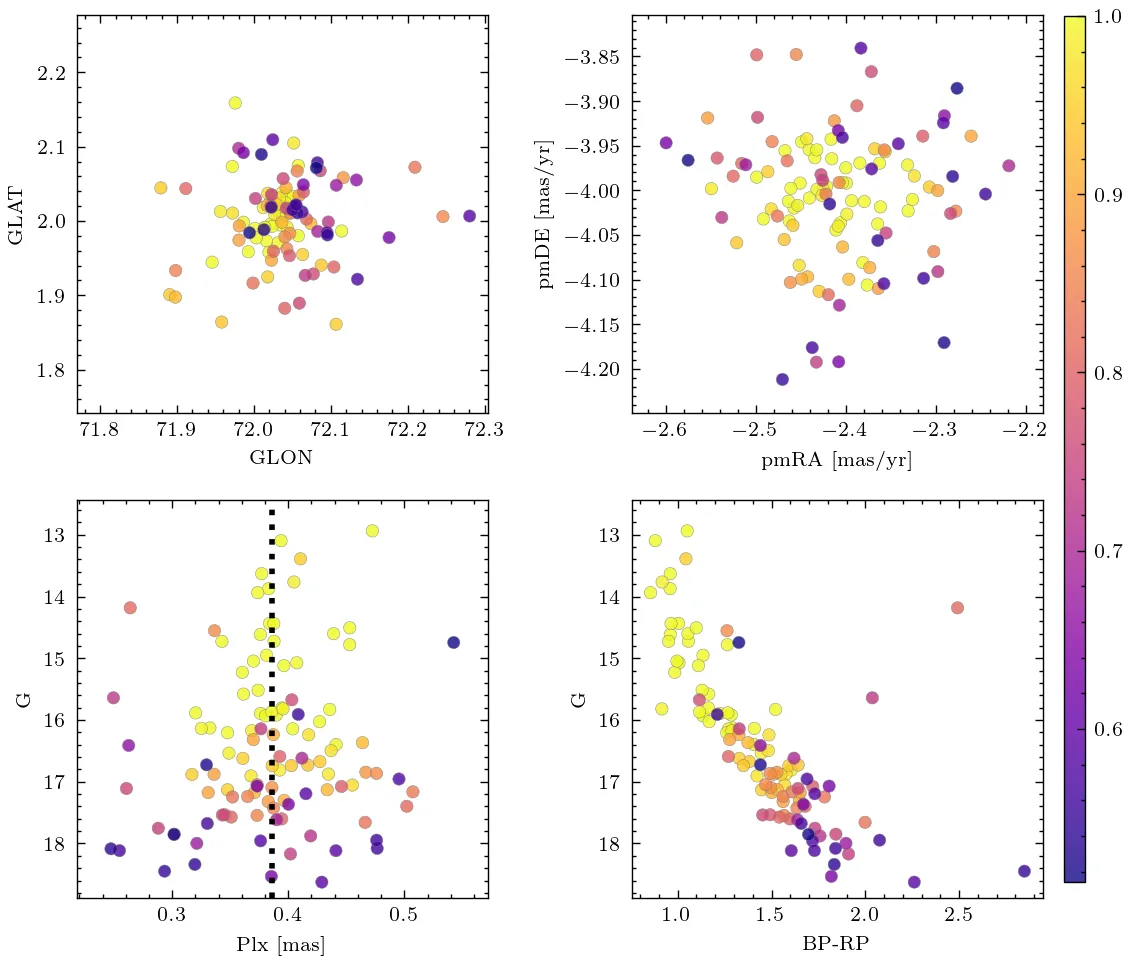 2.2
2.1
2.0
1.9
1.8
GLAT
71.8 71.9 72.0 72.1 72.2 72.3
GLON
−3.85
−3.90
−3.95
−4.00
−4.05
−4.10
−4.15
−4.20
pmDE [mas/yr]
−2.6 −2.5 −2.4 −2.3 −2.2
pmRA [mas/yr]
1.0
0.9
0.8
0.7
0.6
13
14
15
16
17
18
G
0.3 0.4 0.5
Plx [mas]
13
14
15
16
17
18
G
1.0 1.5 2.0 2.5
BP-RP